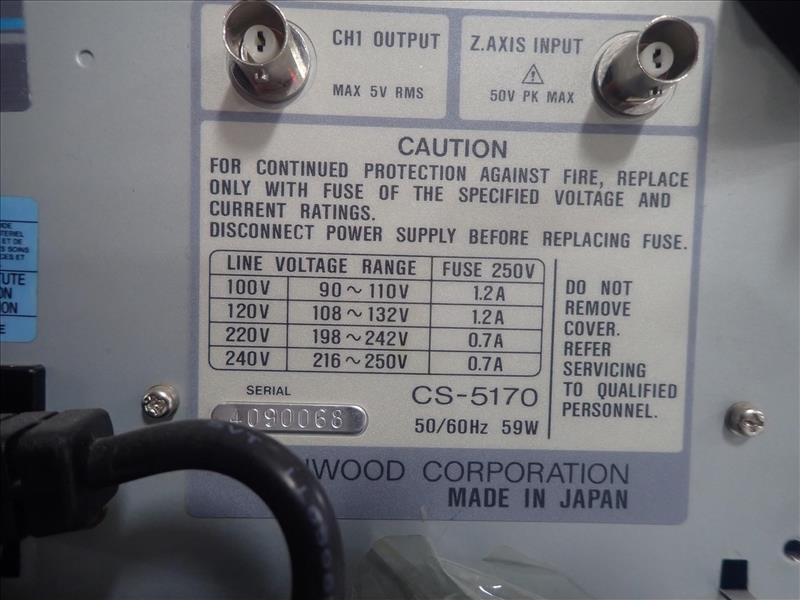 CH1 OUTPUT
MAX 5V RMS
Z.AXIS INPUT
50V PK MAX
CAUTION
FOR CONTINUED PROTECTION AGAINST FIRE, REPLACE
ONLY WITH FUSE OF THE SPECIFIED VOLTAGE AND
CURRENT RATINGS.
DISCONNECT POWER SUPPLY BEFORE REPLACING FUSE.
LINE VOLTAGE RANGE FUSE 250V
100V 90~110V 1.2A
120V 108~132V 1.2A
220V 198~242V 0.7A
240V 216~250V 0.7A
DO NOT
REMOVE
COVER.
REFER
SERVICING
TO QUALIFIED
PERSONNEL.
SERIAL
4090068
CS-5170
50/60Hz 59W
CORPORATION
MADE IN JAPAN
ET DE
SOINS
ET